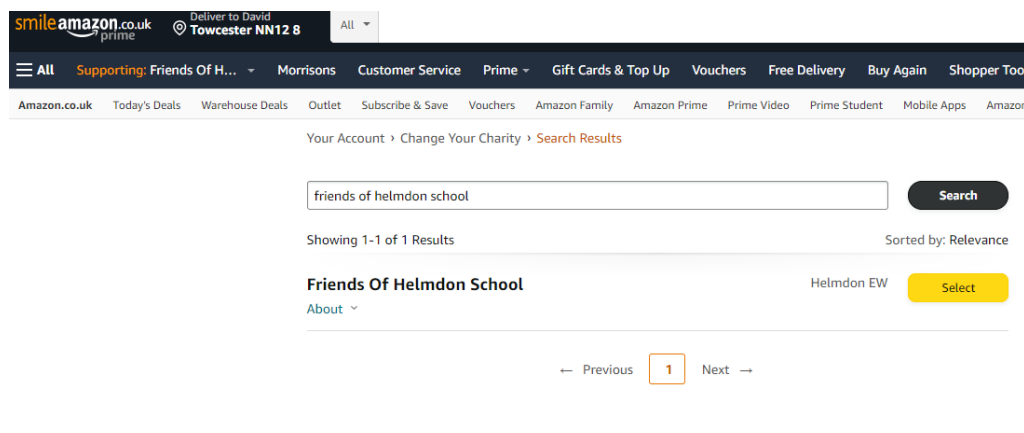 smile amazon.co.uk
prime
Deliver to David
Towcester NN12 8
All
All Supporting: Friends Of H... Morrisons Customer Service Prime Gift Cards & Top Up Vouchers Free Delivery Buy Again Shopper Too
Amazon.co.uk Today's Deals Warehouse Deals Outlet Subscribe & Save Vouchers Amazon Family Amazon Prime Prime Video Prime Student Mobile Apps Amazon
Your Account › Change Your Charity › Search Results
friends of helmdon school Search
Showing 1-1 of 1 Results Sorted by: Relevance
Friends Of Helmdon School Helmdon EW Select
About
← Previous 1 Next →